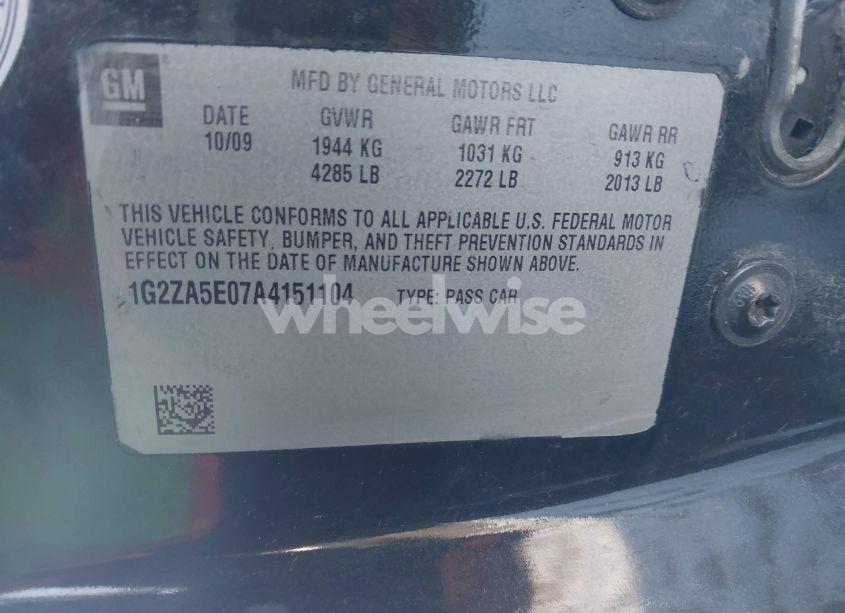 GM
MFD BY GENERAL MOTORS LLC
DATE GVWR GAWR FRT GAWR RR
10/09 1944 KG 1031 KG 913 KG
4285 LB 2272 LB 2013 LB
THIS VEHICLE CONFORMS TO ALL APPLICABLE U.S. FEDERAL MOTOR
VEHICLE SAFETY, BUMPER, AND THEFT PREVENTION STANDARDS IN
EFFECT ON THE DATE OF MANUFACTURE SHOWN ABOVE.
1G2ZA5E07A4151104 TYPE: PASS CAR
wheelwise